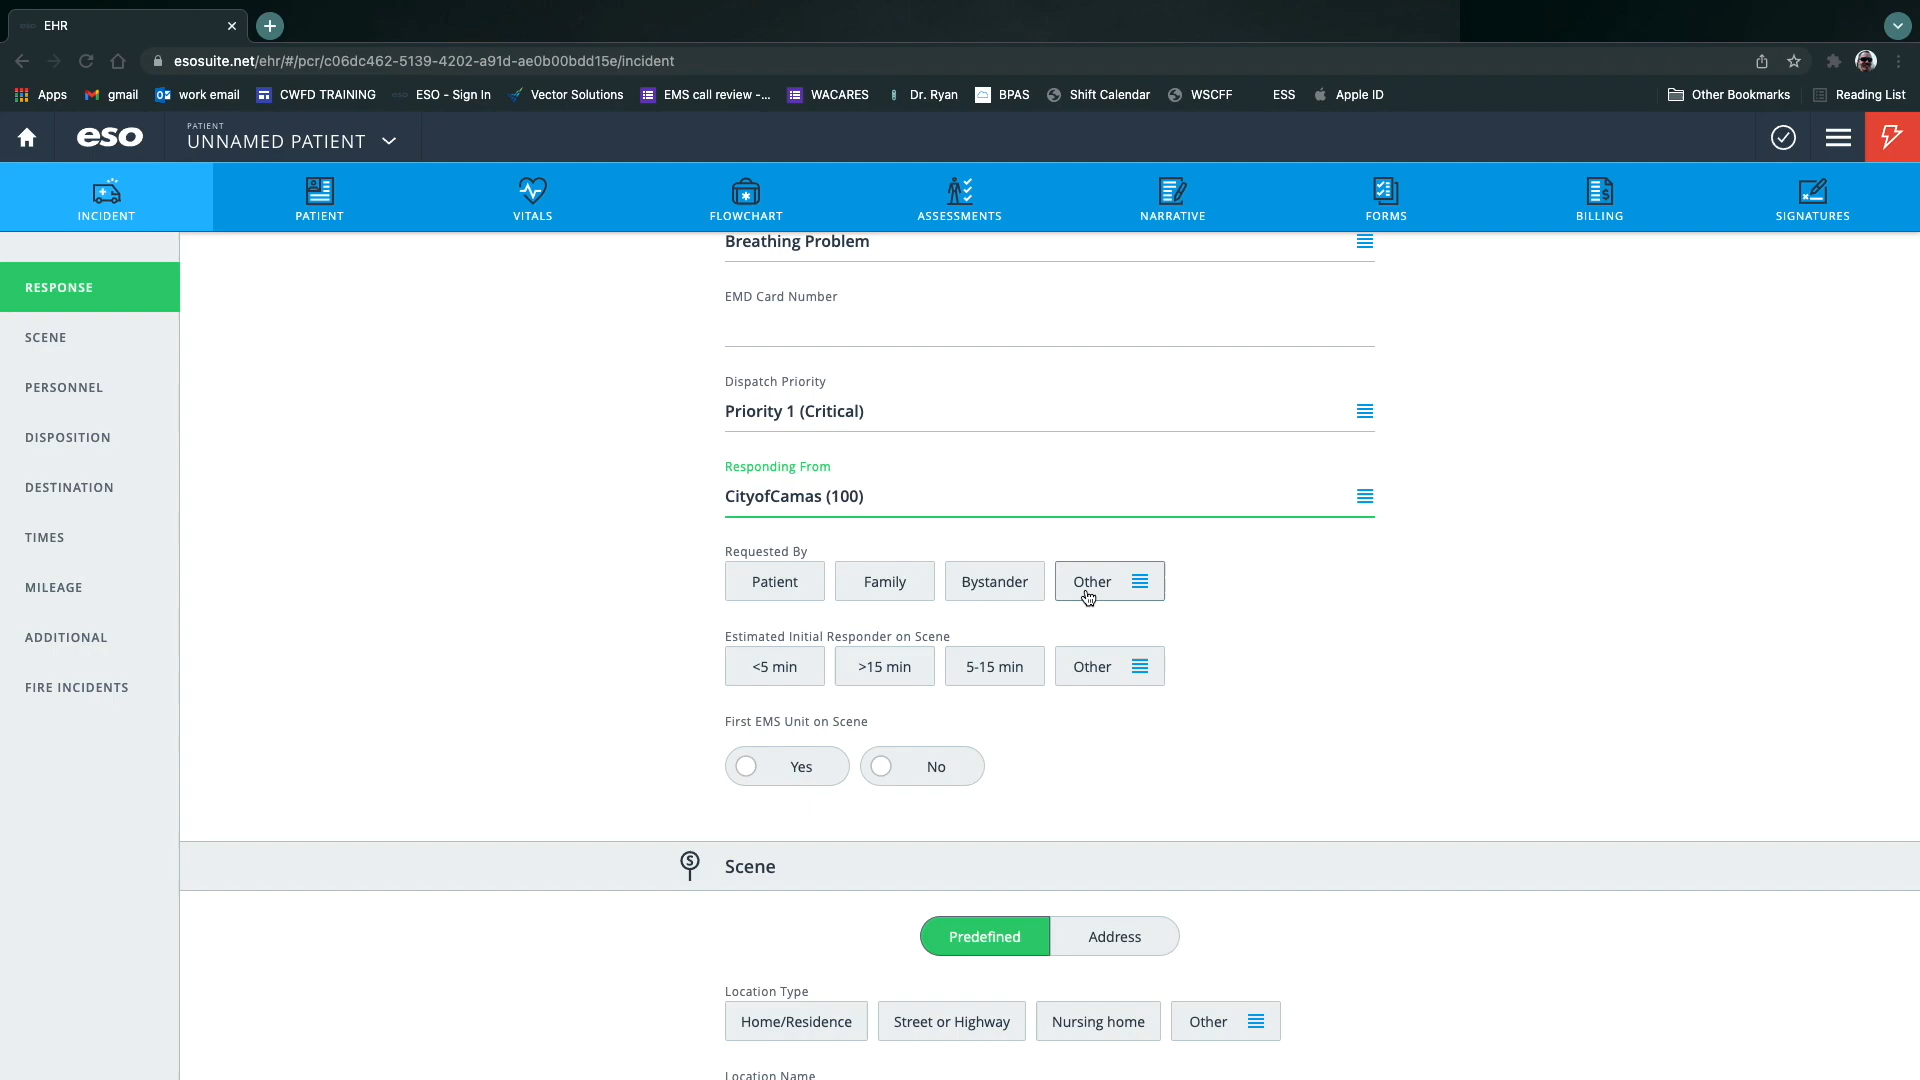 EHR
esosuite.net/ehr/#/pcr/c06dc462-5139-4202-a91d-ae0b00bdd15e/incident
Apps gmail work email CWFD TRAINING ESO - Sign In Vector Solutions EMS call review -... WACARES Dr. Ryan BPAS Shift Calendar WSCFF ESS Apple ID Other Bookmarks Reading List
eso
PATIENT
UNNAMED PATIENT
INCIDENT PATIENT VITALS FLOWCHART ASSESSMENTS NARRATIVE FORMS BILLING SIGNATURES
RESPONSE
SCENE
PERSONNEL
DISPOSITION
DESTINATION
TIMES
MILEAGE
ADDITIONAL
FIRE INCIDENTS
Breathing Problem
EMD Card Number
Dispatch Priority
Priority 1 (Critical)
Responding From
CityofCamas (100)
Requested By
Patient Family Bystander Other
Estimated Initial Responder on Scene
<5 min >15 min 5-15 min Other
First EMS Unit on Scene
Yes No
Scene
Predefined Address
Location Type
Home/Residence Street or Highway Nursing home Other
Location Name